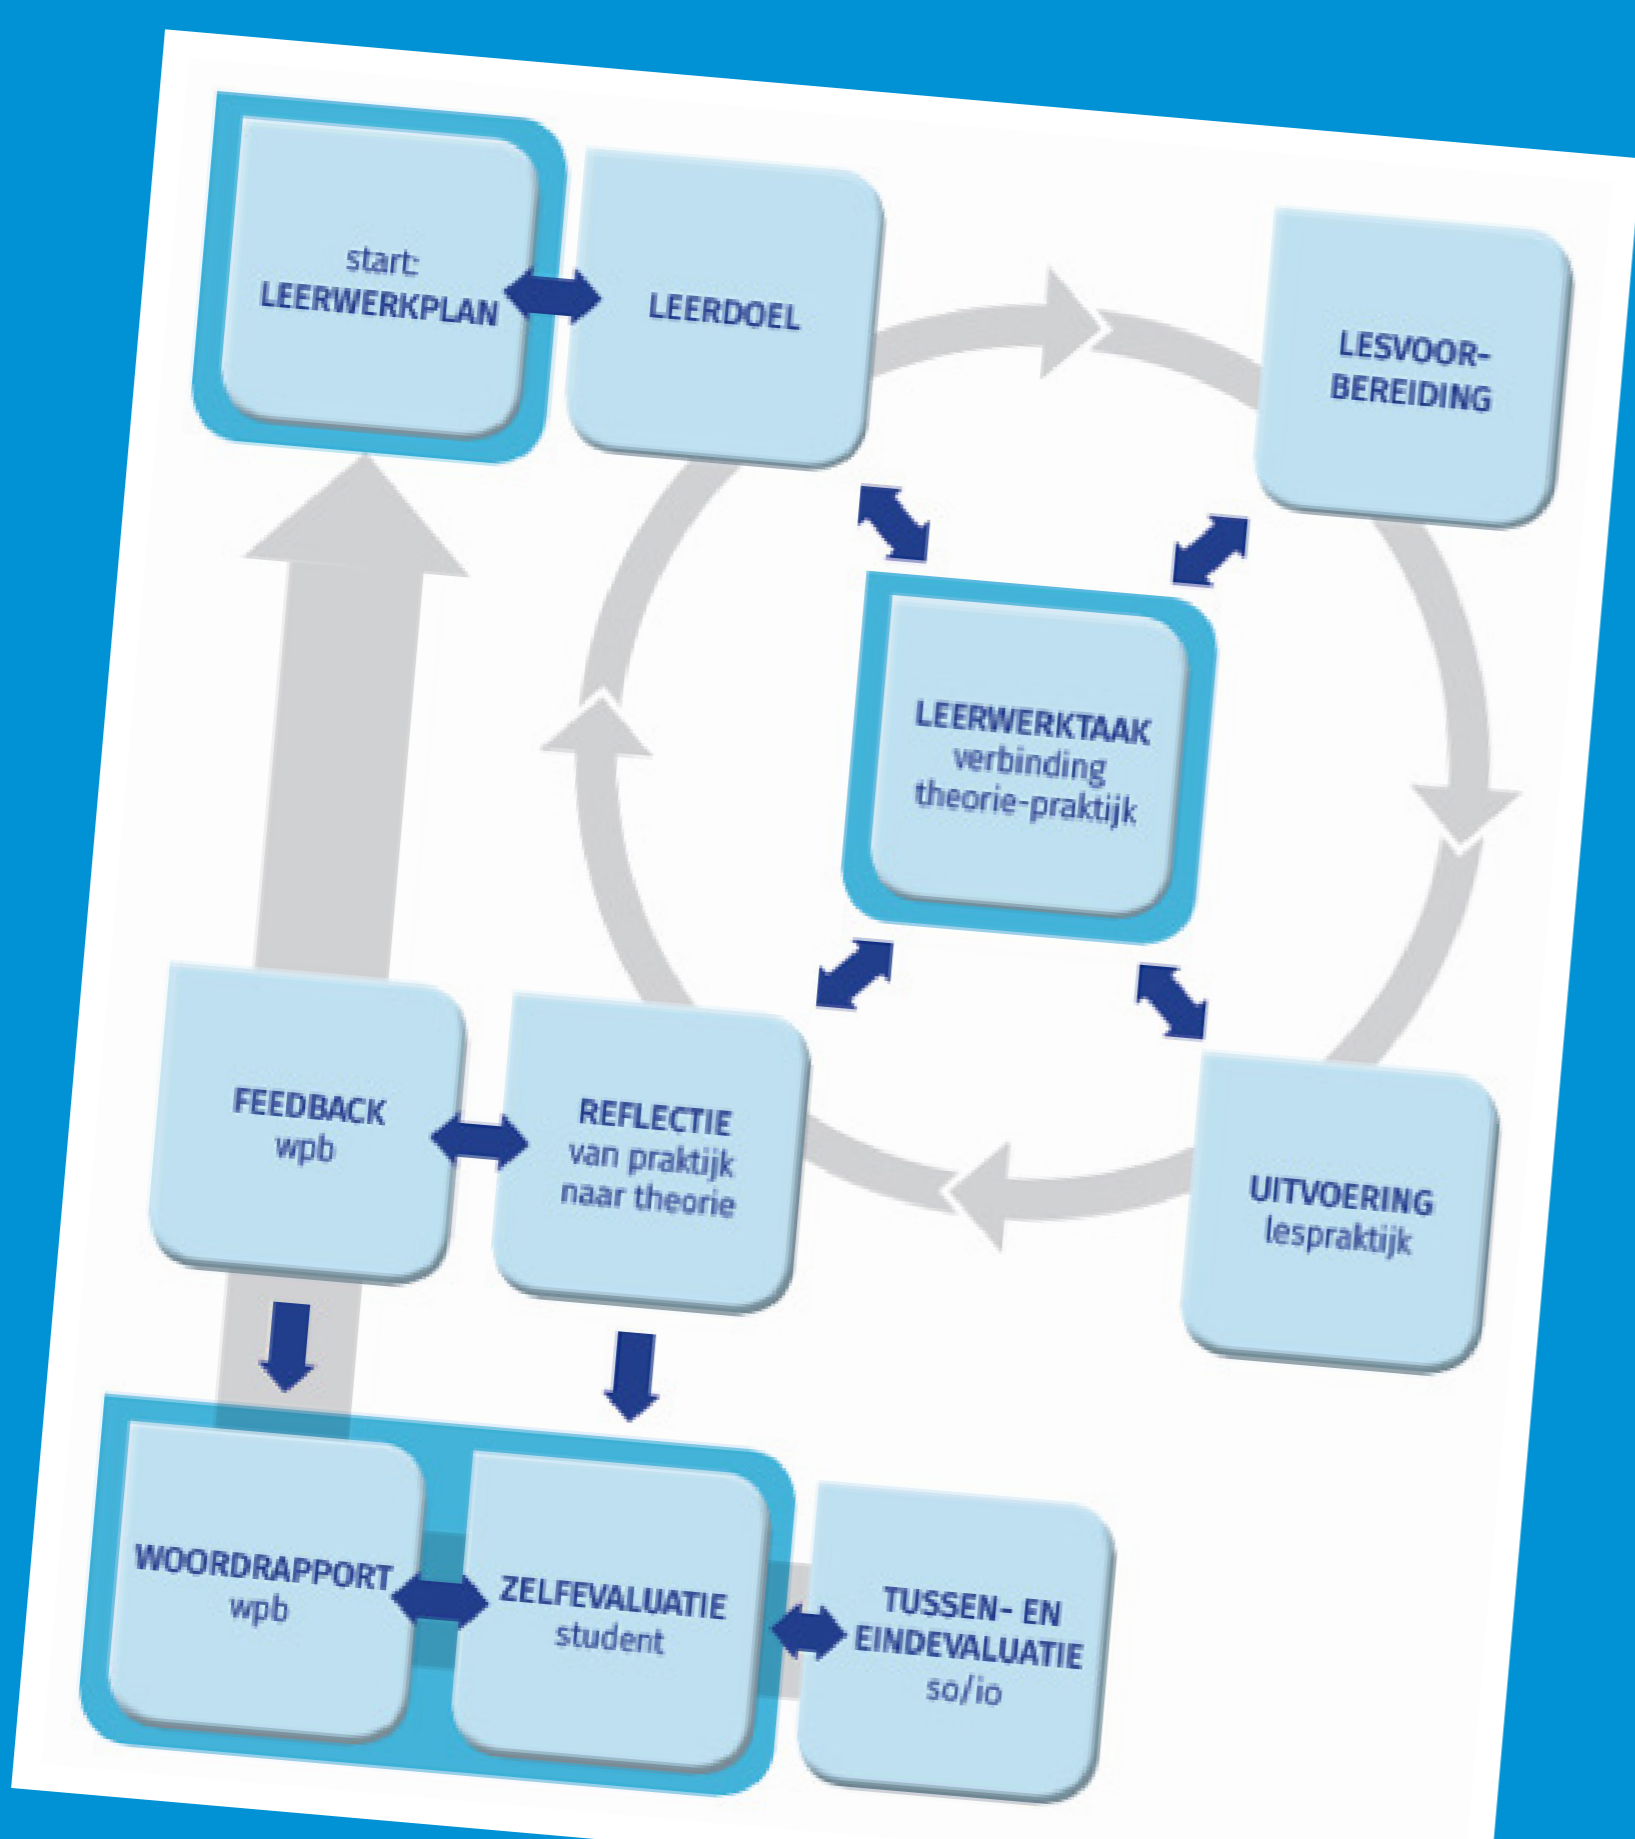 start:
LEERWERKPLAN
LEERDOEL
LESVOOR-
BEREIDING
LEERWERKTAAK
verbinding
theorie-praktijk
FEEDBACK
wpb
REFLECTIE
van praktijk
naar theorie
UITVOERING
lespraktijk
WOORDRAPPORT
wpb
ZELFEVALUATIE
student
TUSSEN- EN
EINDEVALUATIE
so/io